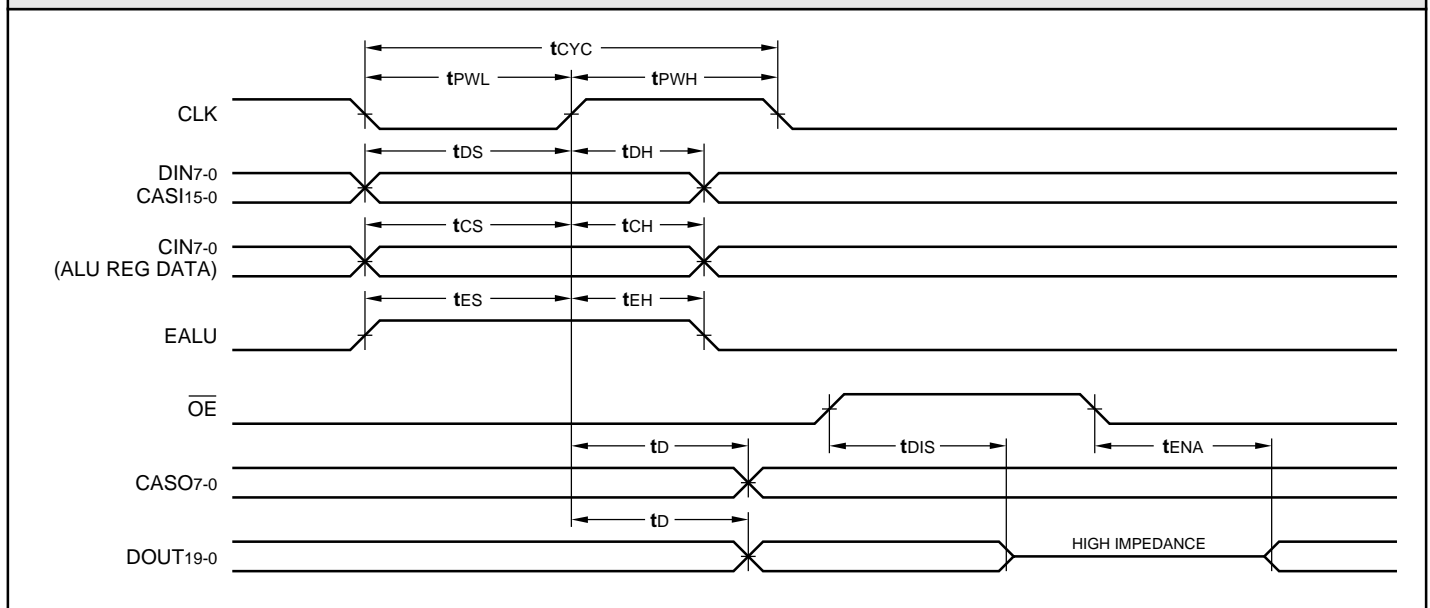 tCYC
tPWL tPWH
CLK
tDS tDH
DIN7-0
CASI15-0
tCS tCH
CIN7-0
(ALU REG DATA)
tES tEH
EALU
OE
tD tDIS tENA
CASO7-0
tD
DOUT19-0 HIGH IMPEDANCE